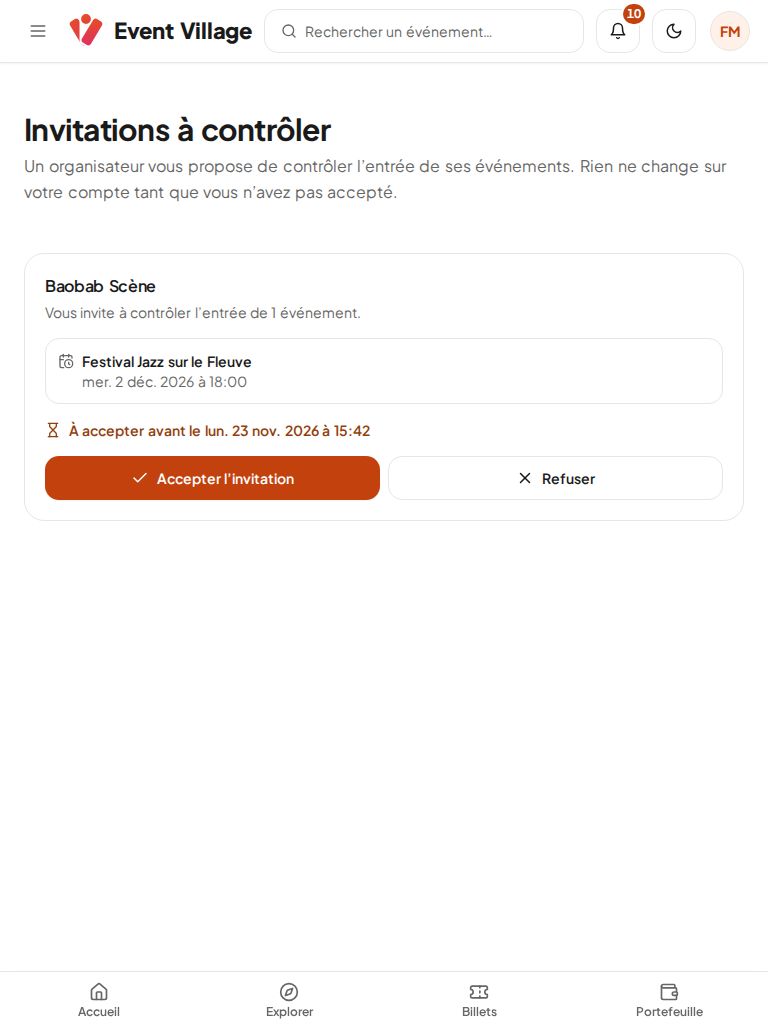 Event Village
Rechercher un événement…
10
FM
Invitations à contrôler
Un organisateur vous propose de contrôler l’entrée de ses événements. Rien ne change sur
votre compte tant que vous n’avez pas accepté.
Baobab Scène
Vous invite à contrôler l’entrée de 1 événement.
Festival Jazz sur le Fleuve
mer. 2 déc. 2026 à 18:00
À accepter avant le lun. 23 nov. 2026 à 15:42
Accepter l’invitation
Refuser
Accueil
Explorer
Billets
Portefeuille